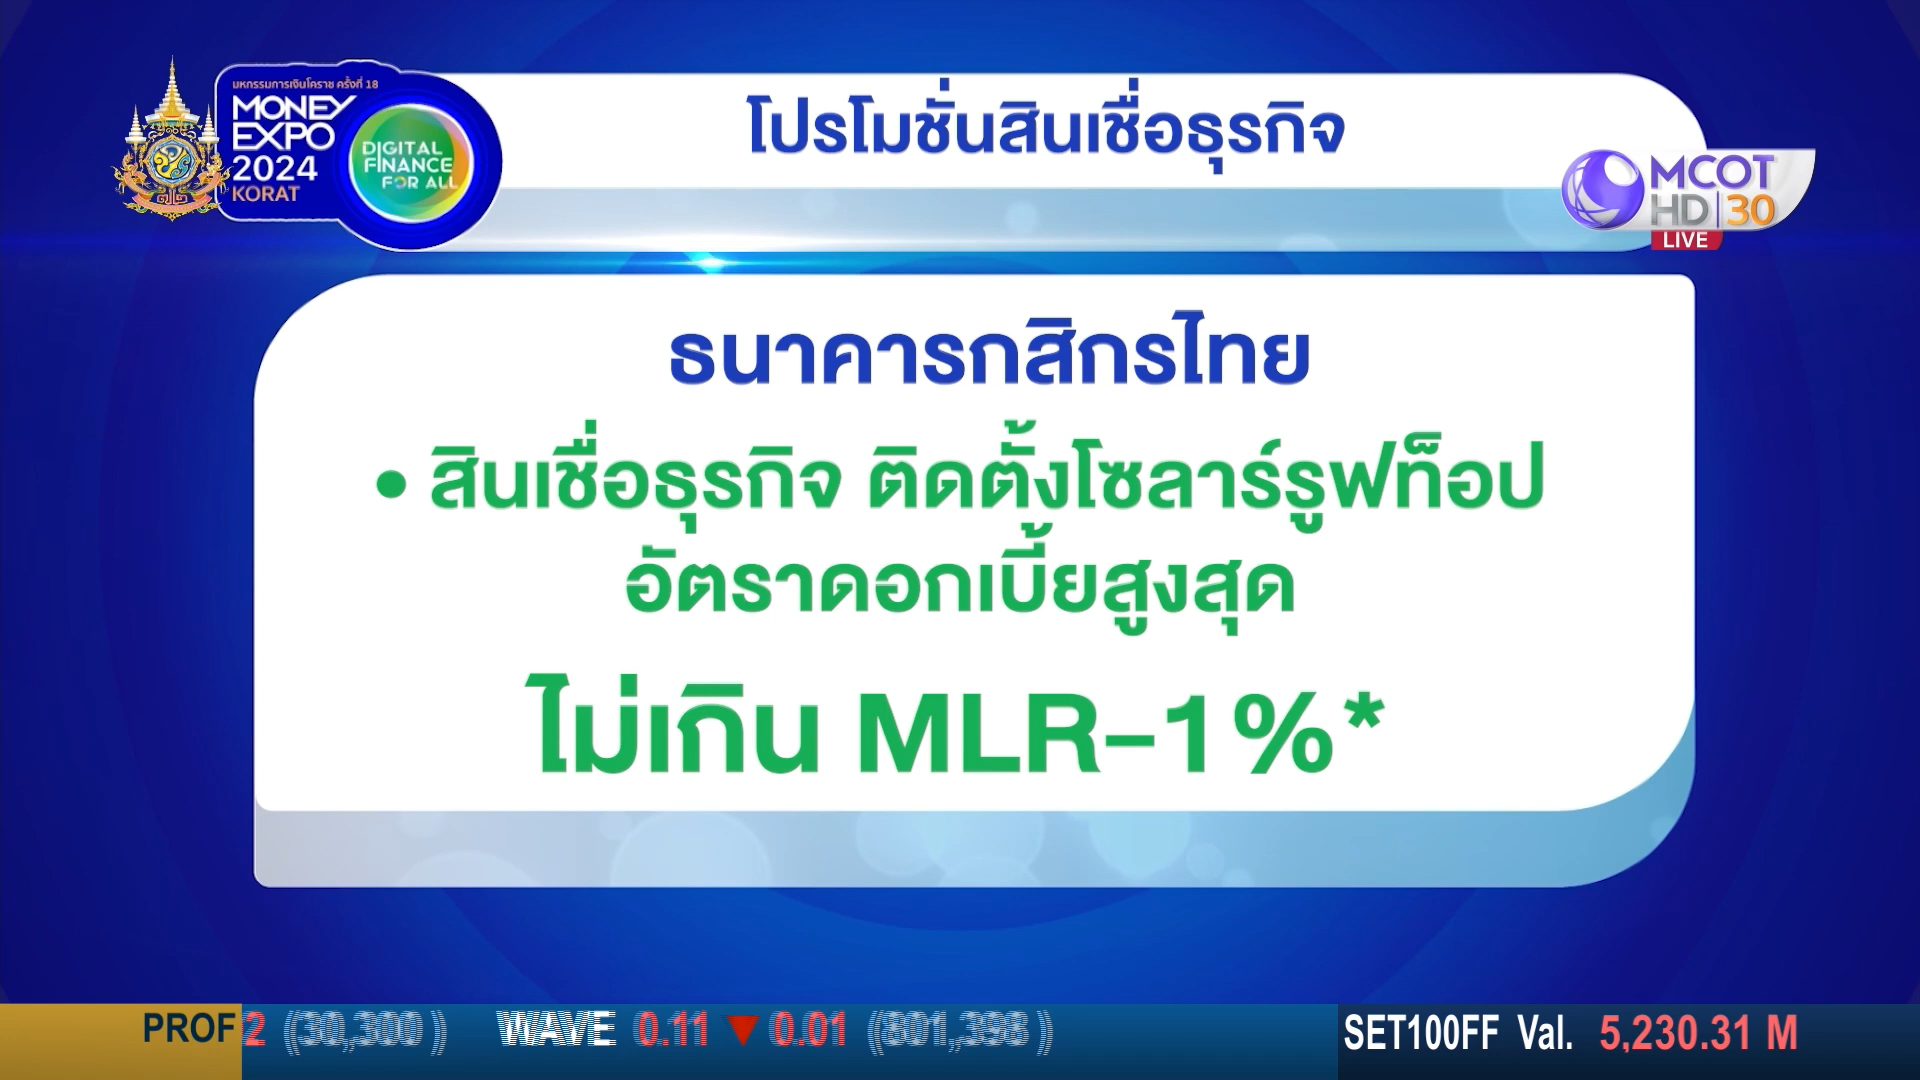 มหกรรมการเงินโคราช ครั้งที่ 18
MONEY
EXPO
2024
KORAT
DIGITAL
FINANCE
FOR ALL
โปรโมชั่นสินเชื่อธุรกิจ
MCOT
HD 30
LIVE
ธนาคารกสิกรไทย
• สินเชื่อธุรกิจ ติดตั้งโซลาร์รูฟท็อป
อัตราดอกเบี้ยสูงสุด
ไม่เกิน MLR-1%*
PROF 2 (30,300) WAVE 0.11 ▼ 0.01 (801,398) SET100FF Val. 5,230.31 M